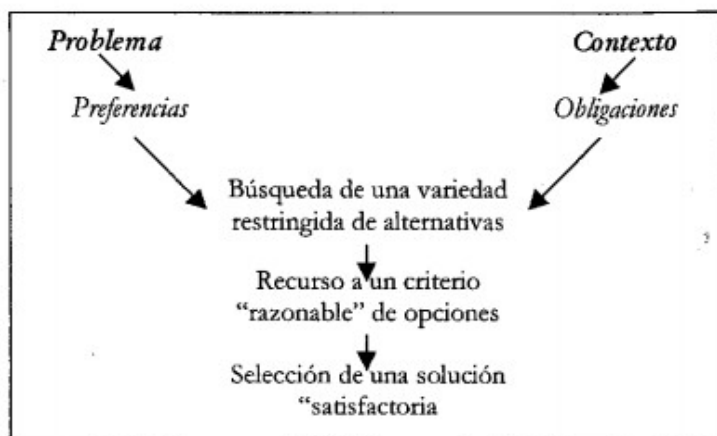 Problema
Contexto
Preferencias
Obligaciones
Búsqueda de una variedad
restringida de alternativas
Recurso a un criterio
“razonable” de opciones
Selección de una solución
“satisfactoria